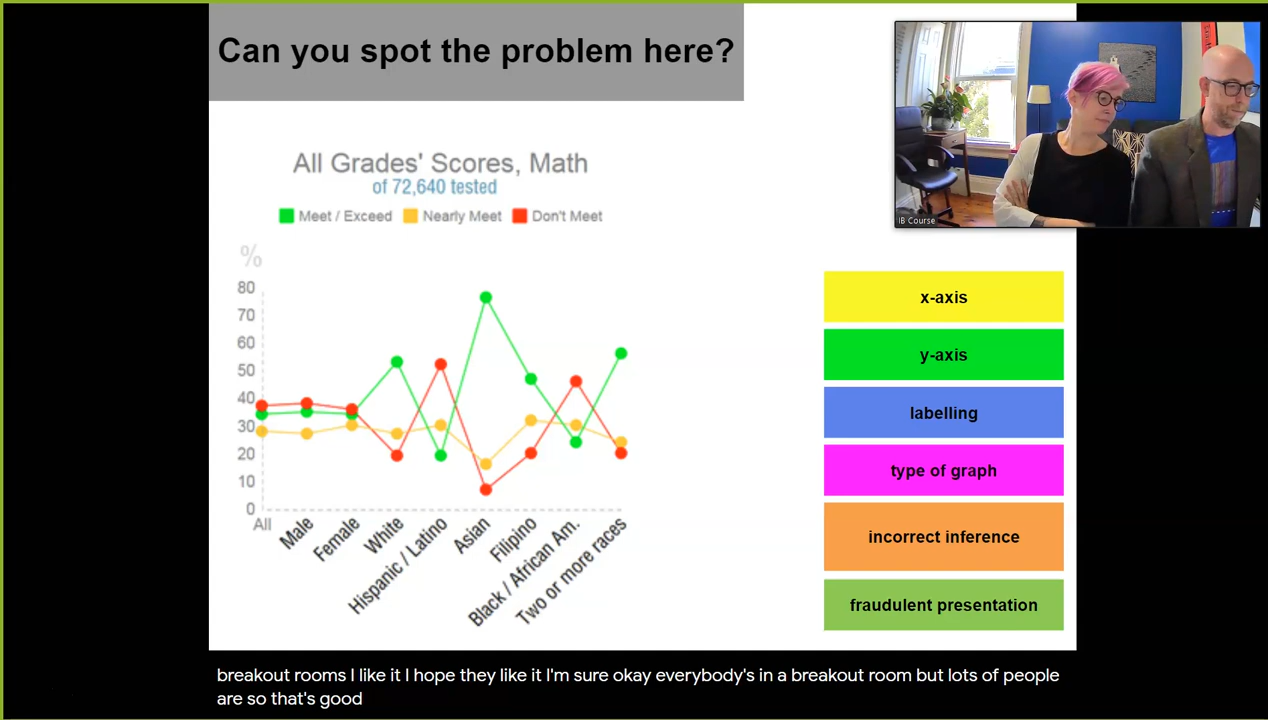 Can you spot the problem here?
IB Course
All Grades' Scores, Math
of 72,640 tested
Meet / Exceed Nearly Meet Don't Meet
%
80
70
60
50
40
30
20
10
0
All
Male
Female
White
Hispanic / Latino
Asian
Filipino
Black / African Am.
Two or more races
x-axis
y-axis
labelling
type of graph
incorrect inference
fraudulent presentation
breakout rooms I like it I hope they like it I'm sure okay everybody's in a breakout room but lots of people
are so that's good